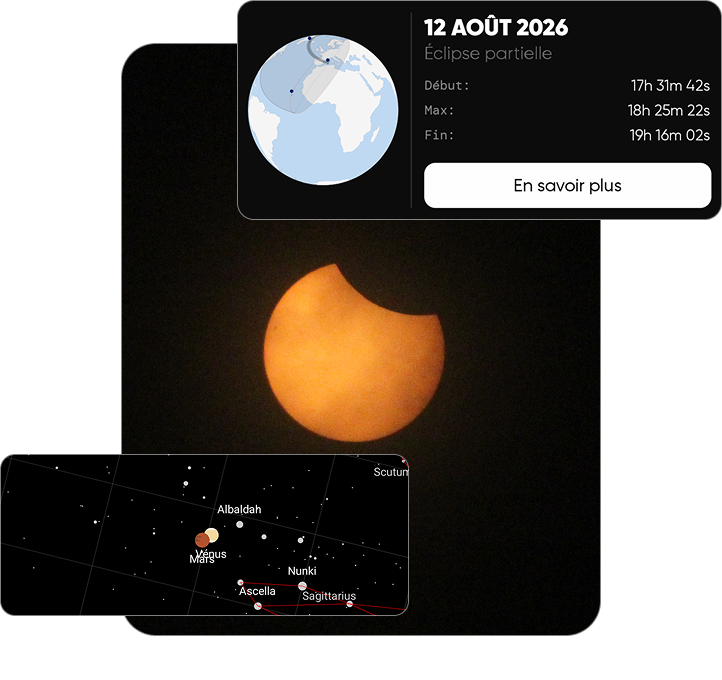 12 AOÛT 2026
Éclipse partielle
Début: 17h 31m 42s
Max: 18h 25m 22s
Fin: 19h 16m 02s
En savoir plus
Scutum
Albaldah
Vénus
Mars
Nunki
Ascella
Sagittarius